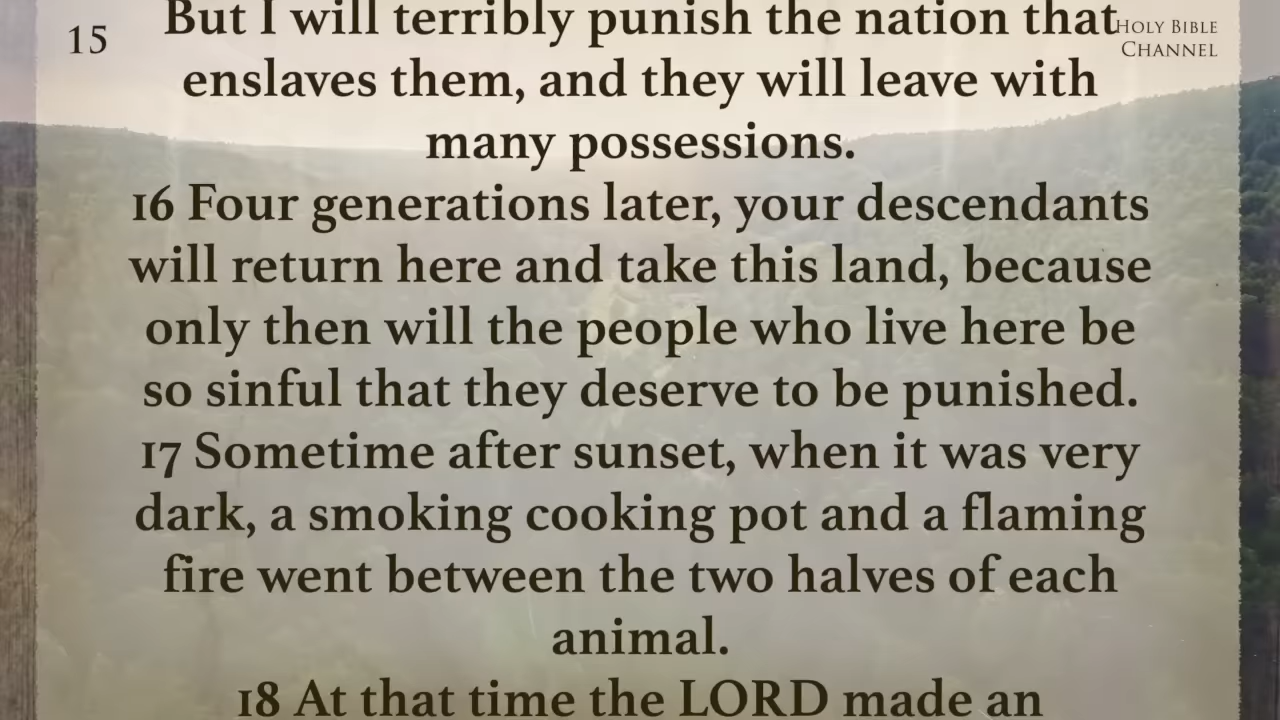 15
HOLY BIBLE
CHANNEL
But I will terribly punish the nation that
enslaves them, and they will leave with
many possessions.
16 Four generations later, your descendants
will return here and take this land, because
only then will the people who live here be
so sinful that they deserve to be punished.
17 Sometime after sunset, when it was very
dark, a smoking cooking pot and a flaming
fire went between the two halves of each
animal.
18 At that time the LORD made an